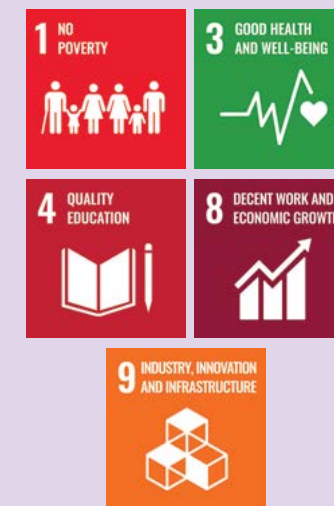 1 NO
POVERTY
3 GOOD HEALTH
AND WELL-BEING
4 QUALITY
EDUCATION
8 DECENT WORK AND
ECONOMIC GROWTH
9 INDUSTRY, INNOVATION
AND INFRASTRUCTURE